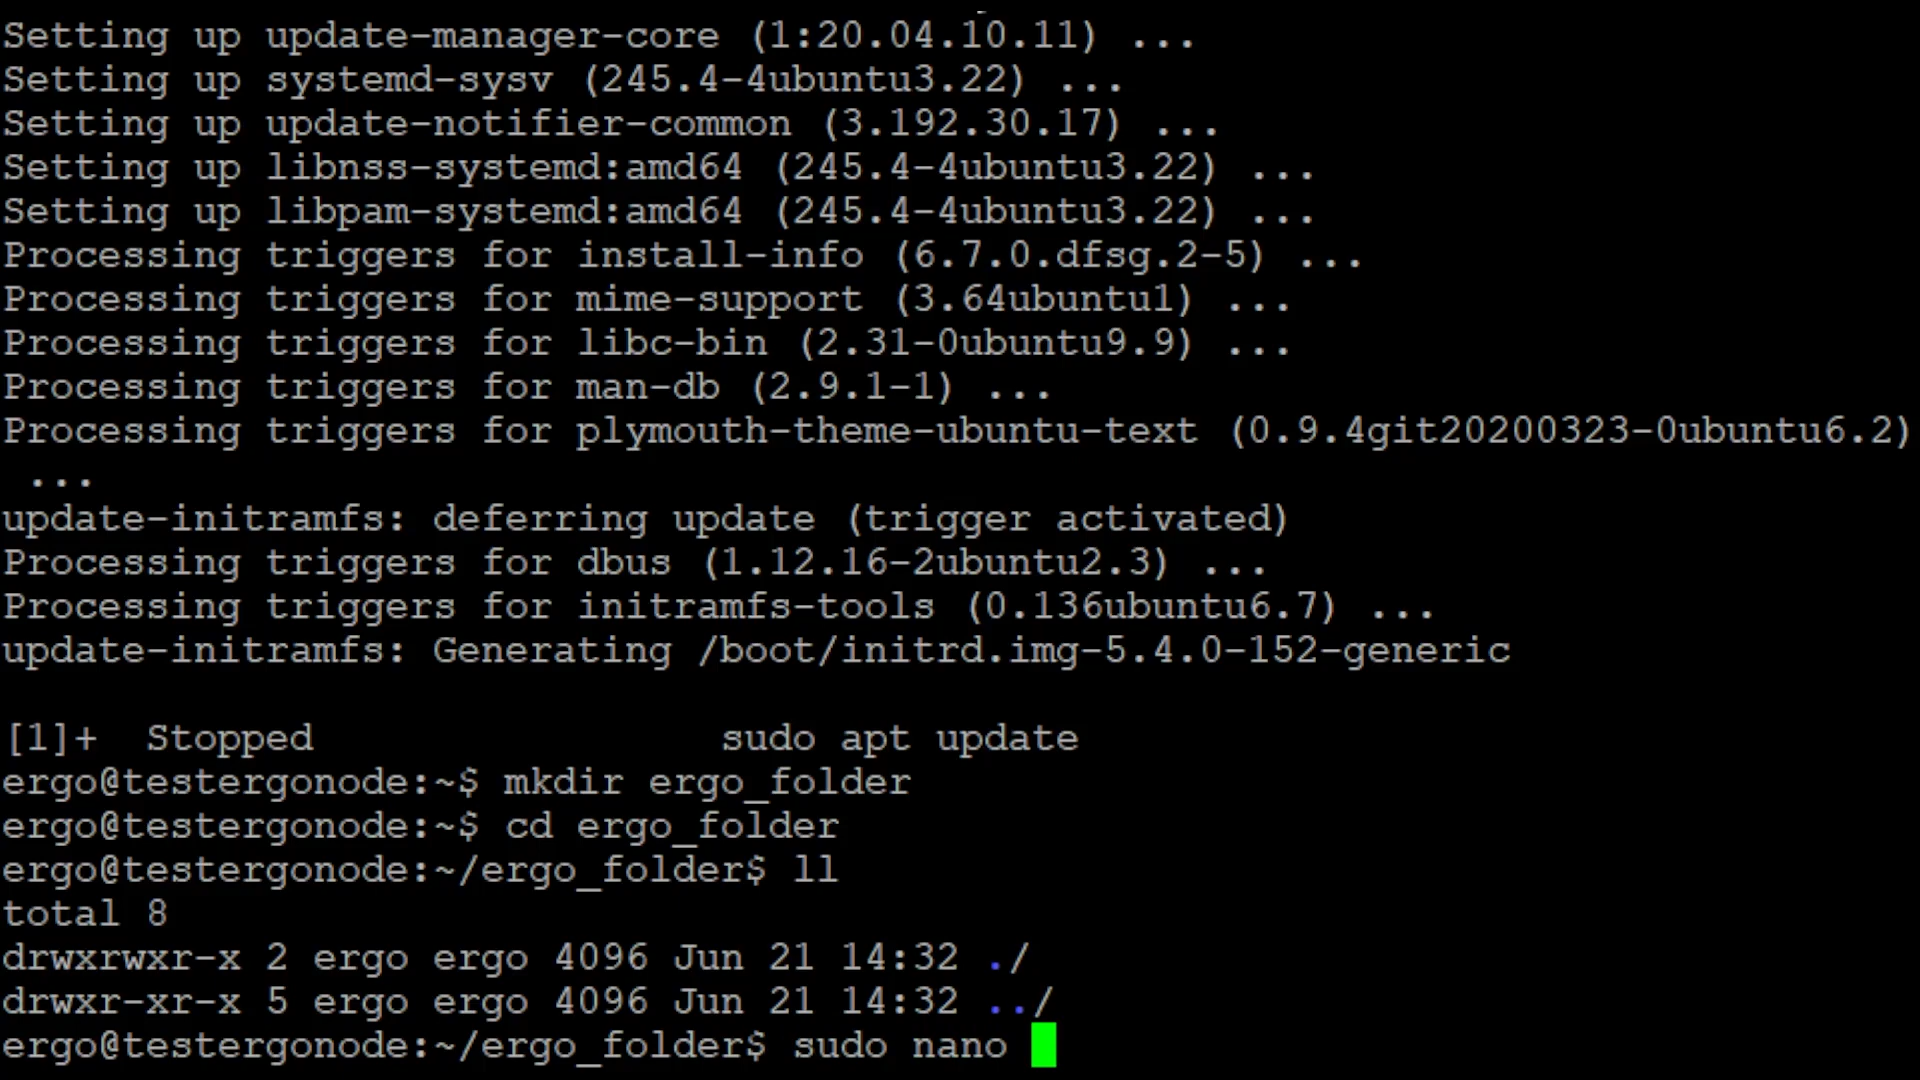 Setting up update-manager-core (1:20.04.10.11) ...
Setting up systemd-sysv (245.4-4ubuntu3.22) ...
Setting up update-notifier-common (3.192.30.17) ...
Setting up libnss-systemd:amd64 (245.4-4ubuntu3.22) ...
Setting up libpam-systemd:amd64 (245.4-4ubuntu3.22) ...
Processing triggers for install-info (6.7.0.dfsg.2-5) ...
Processing triggers for mime-support (3.64ubuntu1) ...
Processing triggers for libc-bin (2.31-0ubuntu9.9) ...
Processing triggers for man-db (2.9.1-1) ...
Processing triggers for plymouth-theme-ubuntu-text (0.9.4git20200323-0ubuntu6.2)
 ...
update-initramfs: deferring update (trigger activated)
Processing triggers for dbus (1.12.16-2ubuntu2.3) ...
Processing triggers for initramfs-tools (0.136ubuntu6.7) ...
update-initramfs: Generating /boot/initrd.img-5.4.0-152-generic
[1]+  Stopped                 sudo apt update
ergo@testergonode:~$ mkdir ergo_folder
ergo@testergonode:~$ cd ergo_folder
ergo@testergonode:~/ergo_folder$ ll
total 8
drwxrwxr-x 2 ergo ergo 4096 Jun 21 14:32 ./
drwxr-xr-x 5 ergo ergo 4096 Jun 21 14:32 ../
ergo@testergonode:~/ergo_folder$ sudo nano